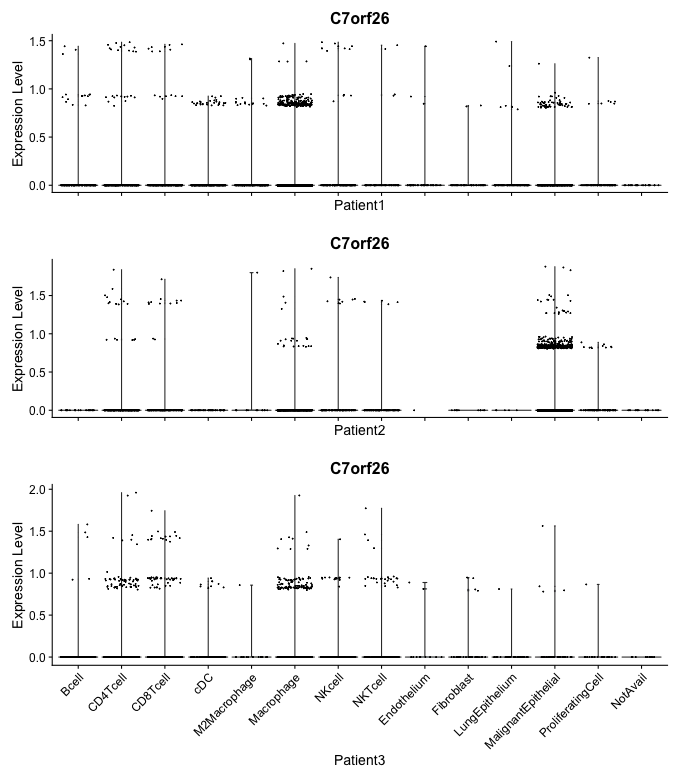 C7orf26
Expression Level
1.5
1.0
0.5
0.0
Patient1
C7orf26
Expression Level
1.5
1.0
0.5
0.0
Patient2
C7orf26
Expression Level
2.0
1.5
1.0
0.5
0.0
Bcell
CD4Tcell
CD8Tcell
cDC
M2Macrophage
Macrophage
NKcell
NKTcell
Endothelium
Fibroblast
LungEpithelium
MalignantEpithelial
ProliferatingCell
NotAvail
Patient3